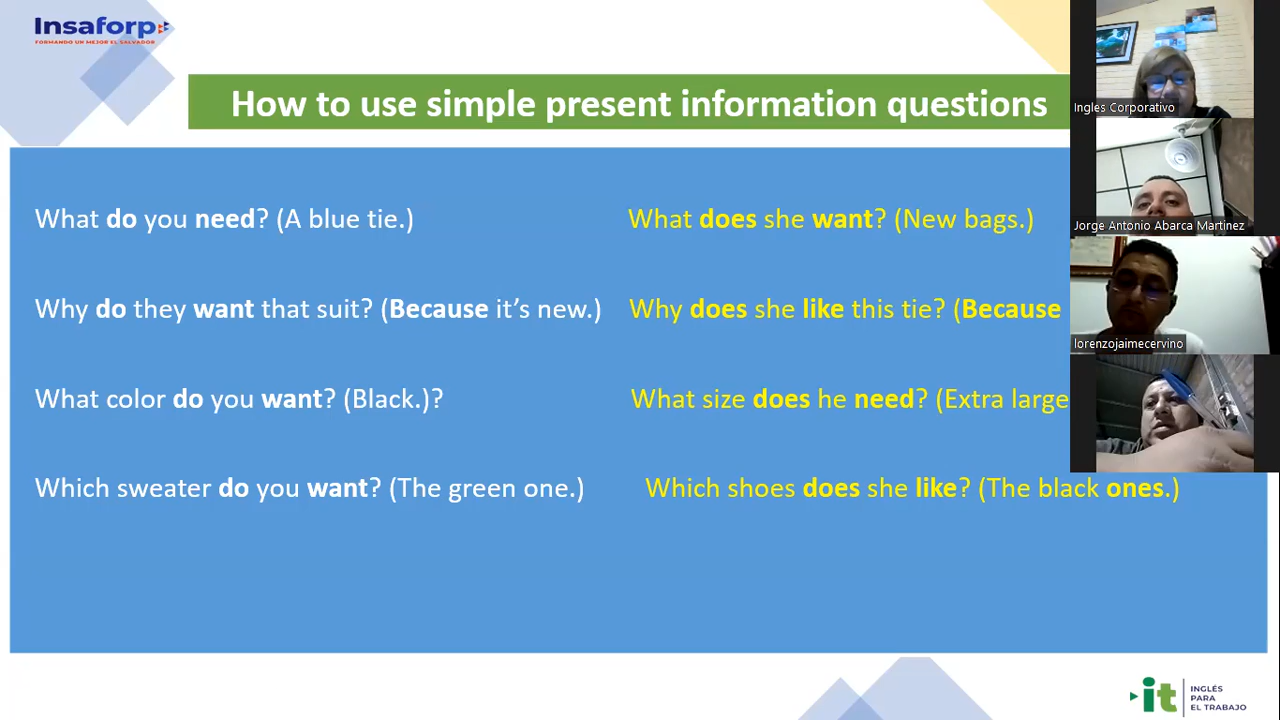 Insaforp
FORMANDO UN MEJOR EL SALVADOR
How to use simple present information questions
What do you need? (A blue tie.)
What does she want? (New bags.)
Why do they want that suit? (Because it’s new.)
Why does she like this tie? (Because
What color do you want? (Black.)?
What size does he need? (Extra large
Which sweater do you want? (The green one.)
Which shoes does she like? (The black ones.)
Ingles Corporativo
Jorge Antonio Abarca Martinez
lorenzojaimecervino
it
INGLÉS
PARA
EL TRABAJO